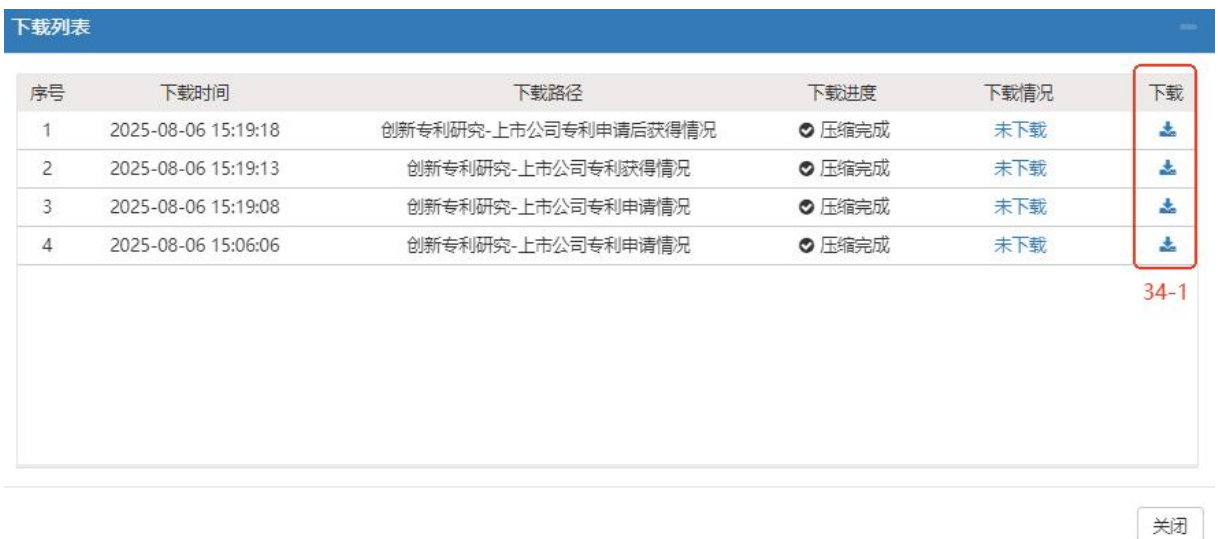 下载列表
序号 下载时间 下载路径 下载进度 下载情况 下载
1 2025-08-06 15:19:18 创新专利研究-上市公司专利申请后获得情况 压缩完成 未下载
2 2025-08-06 15:19:13 创新专利研究-上市公司专利获得情况 压缩完成 未下载
3 2025-08-06 15:19:08 创新专利研究-上市公司专利申请情况 压缩完成 未下载
4 2025-08-06 15:06:06 创新专利研究-上市公司专利申请情况 压缩完成 未下载
34-1
关闭